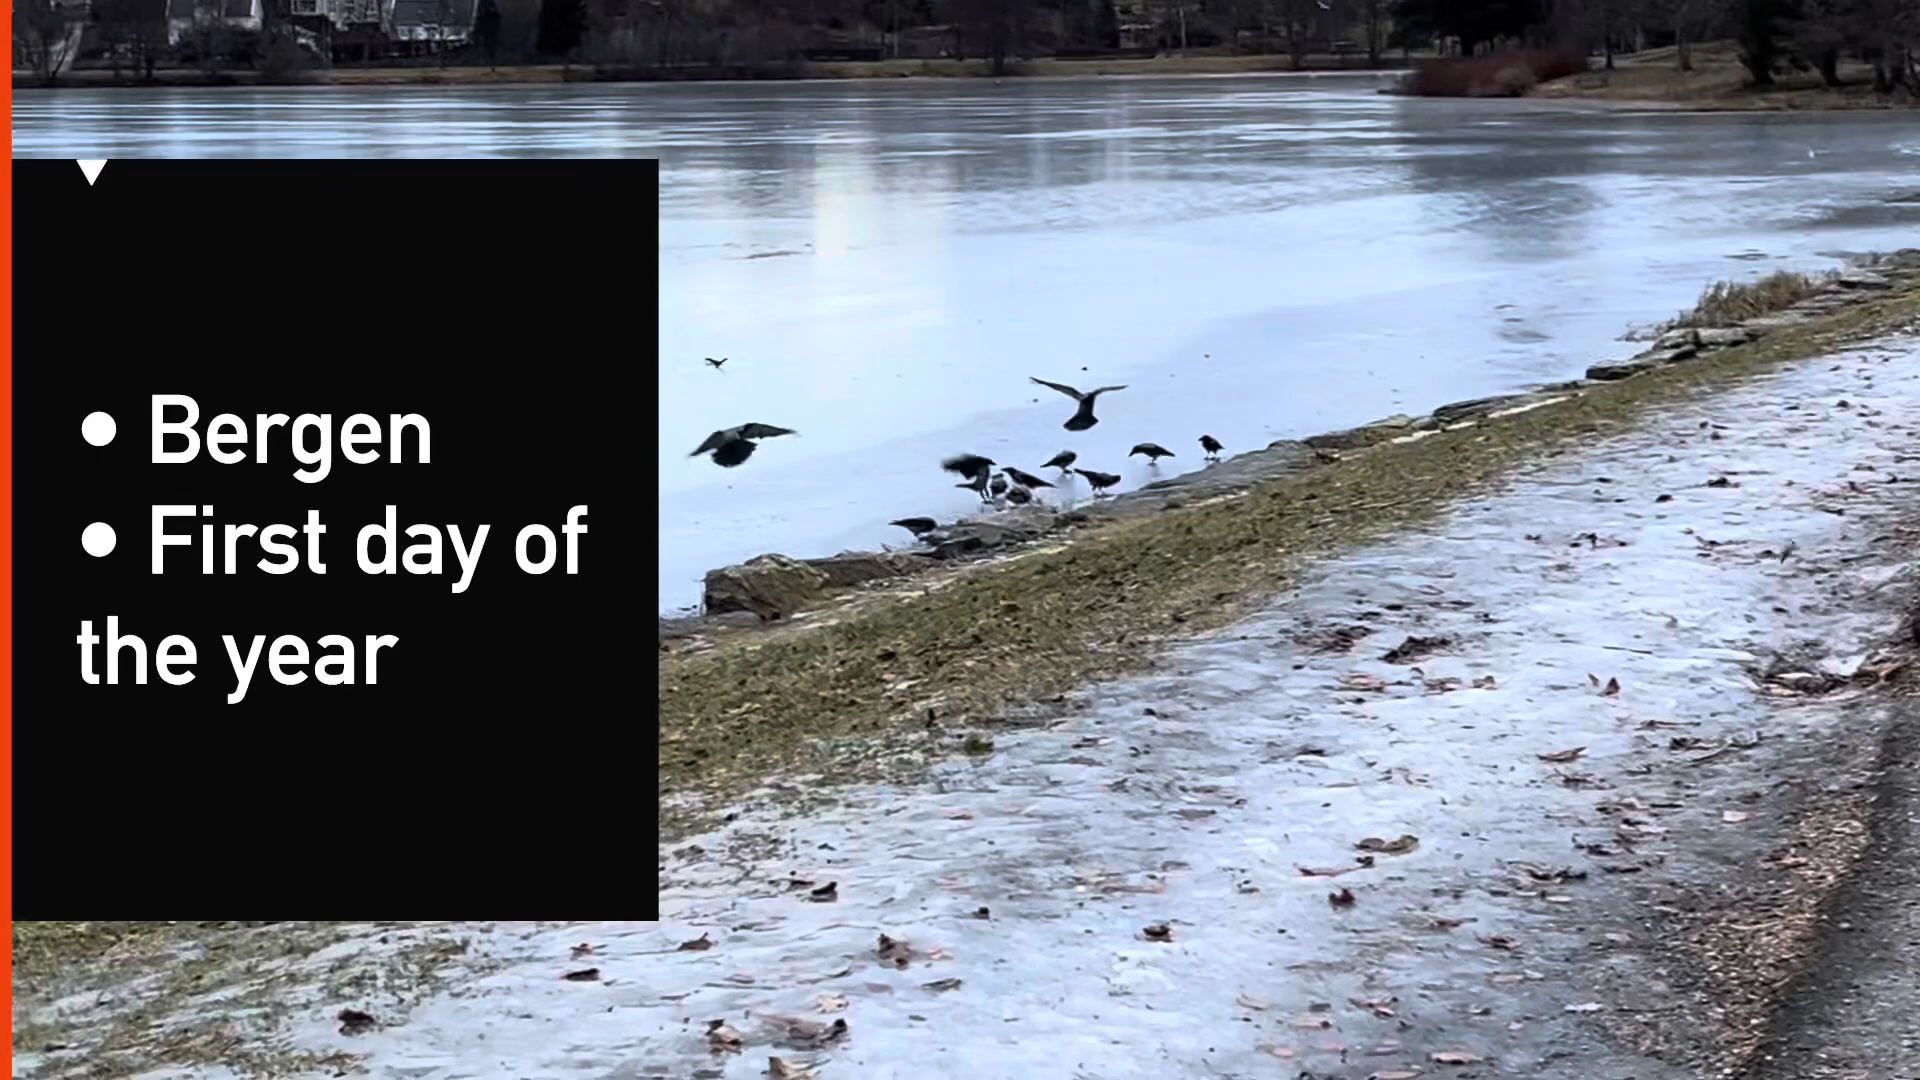 • Bergen
• First day of
the year